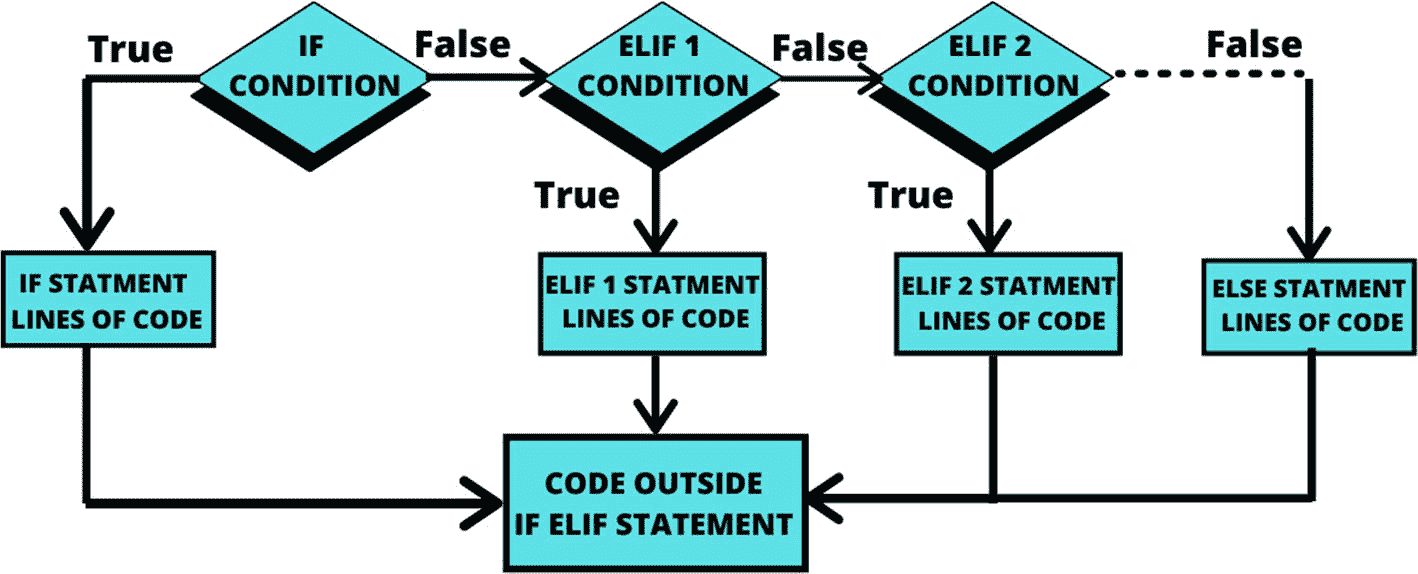 True
IF
CONDITION
False
ELIF 1
CONDITION
False
ELIF 2
CONDITION
False
True
True
IF STATMENT
LINES OF CODE
ELIF 1 STATMENT
LINES OF CODE
ELIF 2 STATMENT
LINES OF CODE
ELSE STATMENT
LINES OF CODE
CODE OUTSIDE
IF ELIF STATEMENT